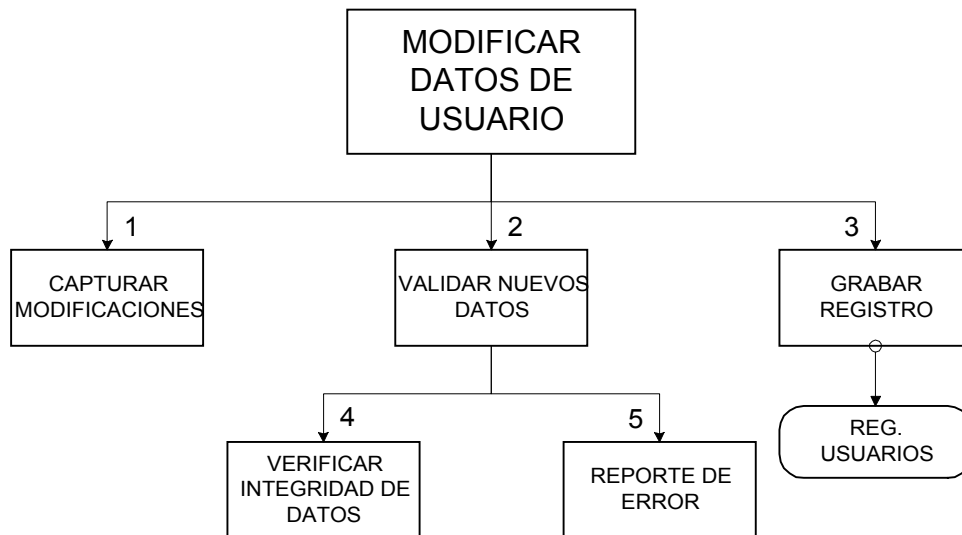 MODIFICAR
DATOS DE
USUARIO
1
2
3
CAPTURAR
MODIFICACIONES
VALIDAR NUEVOS
DATOS
GRABAR
REGISTRO
4
5
REG.
USUARIOS
VERIFICAR
INTEGRIDAD DE
DATOS
REPORTE DE
ERROR